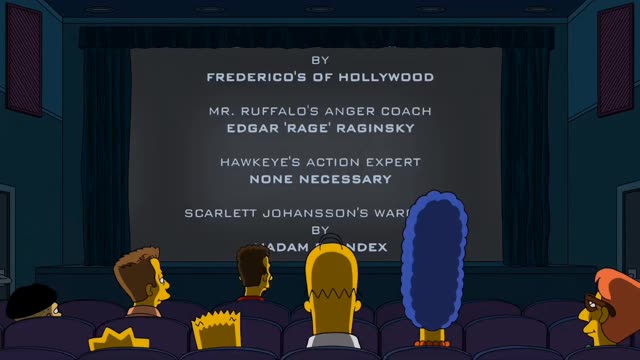 BY
FREDERICO'S OF HOLLYWOOD
MR. RUFFALO'S ANGER COACH
EDGAR 'RAGE' RAGINSKY
HAWKEYE'S ACTION EXPERT
NONE NECESSARY
SCARLETT JOHANSSON'S
BY